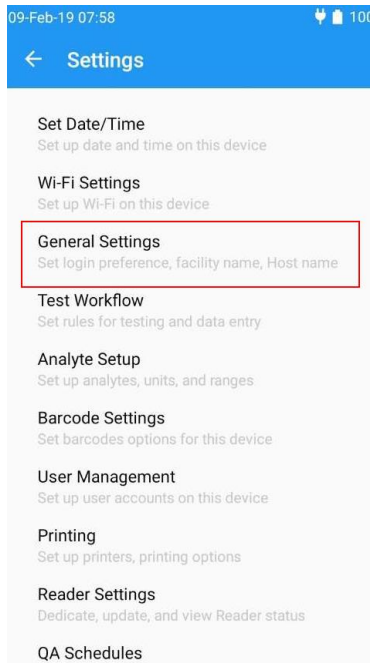 09-Feb-19 07:58 100
Settings
Set Date/Time
Set up date and time on this device
Wi-Fi Settings
Set up Wi-Fi on this device
General Settings
Set login preference, facility name, Host name
Test Workflow
Set rules for testing and data entry
Analyte Setup
Set up analytes, units, and ranges
Barcode Settings
Set barcodes options for this device
User Management
Set up user accounts on this device
Printing
Set up printers, printing options
Reader Settings
Dedicate, update, and view Reader status
QA Schedules